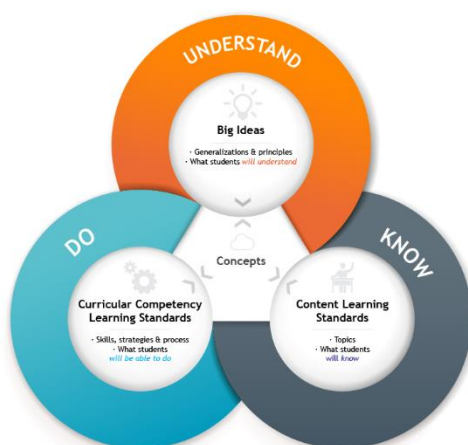 UNDERSTAND
Big Ideas
· Generalizations & principles
· What students will understand
DO
KNOW
Concepts
Curricular Competency
Learning Standards
· Skills, strategies & process
· What students
will be able to do
Content Learning
Standards
· Topics
· What students
will know